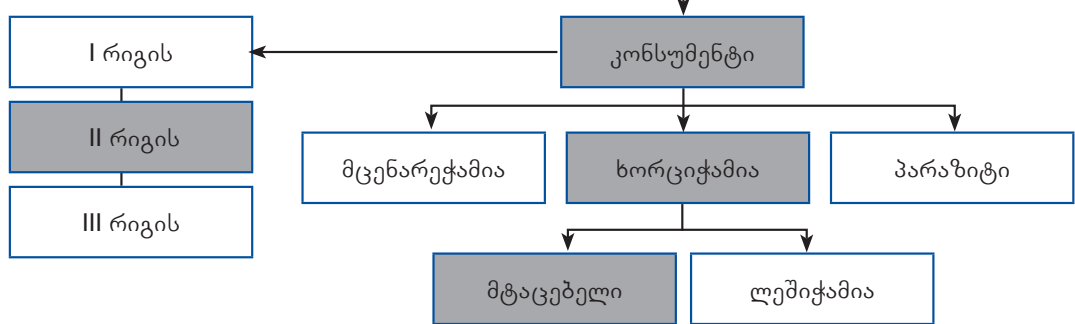 I რიგის
კონსუმენტი
II რიგის
მცენარეჭამია
ხორციჭამია
პარაზიტი
III რიგის
მტაცებელი
ლეშიჭამია